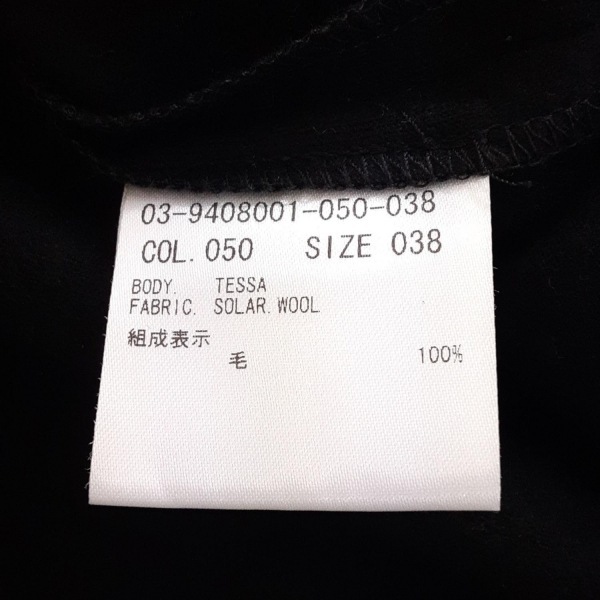 03-9408001-050-038
COL. 050 SIZE 038
BODY. TESSA
FABRIC. SOLAR. WOOL
組成表示
毛 100%